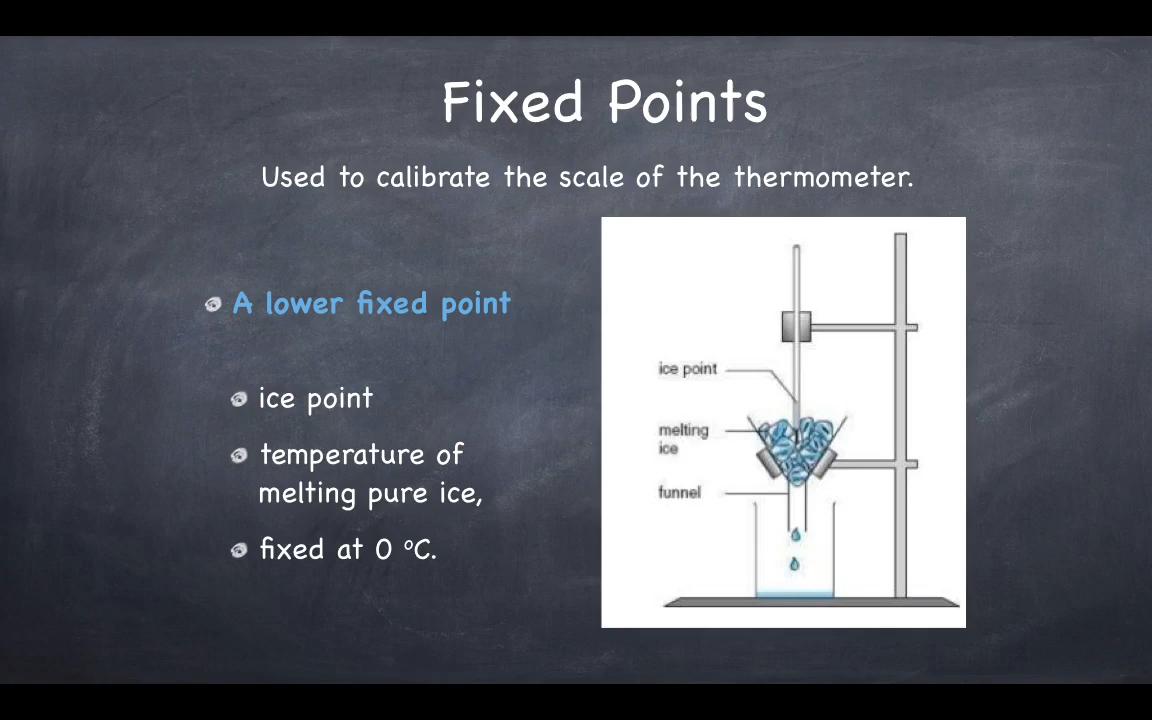 Fixed Points
Used to calibrate the scale of the thermometer.
A lower fixed point
ice point
temperature of
melting pure ice,
fixed at 0 °C.
ice point
melting
ice
funnel